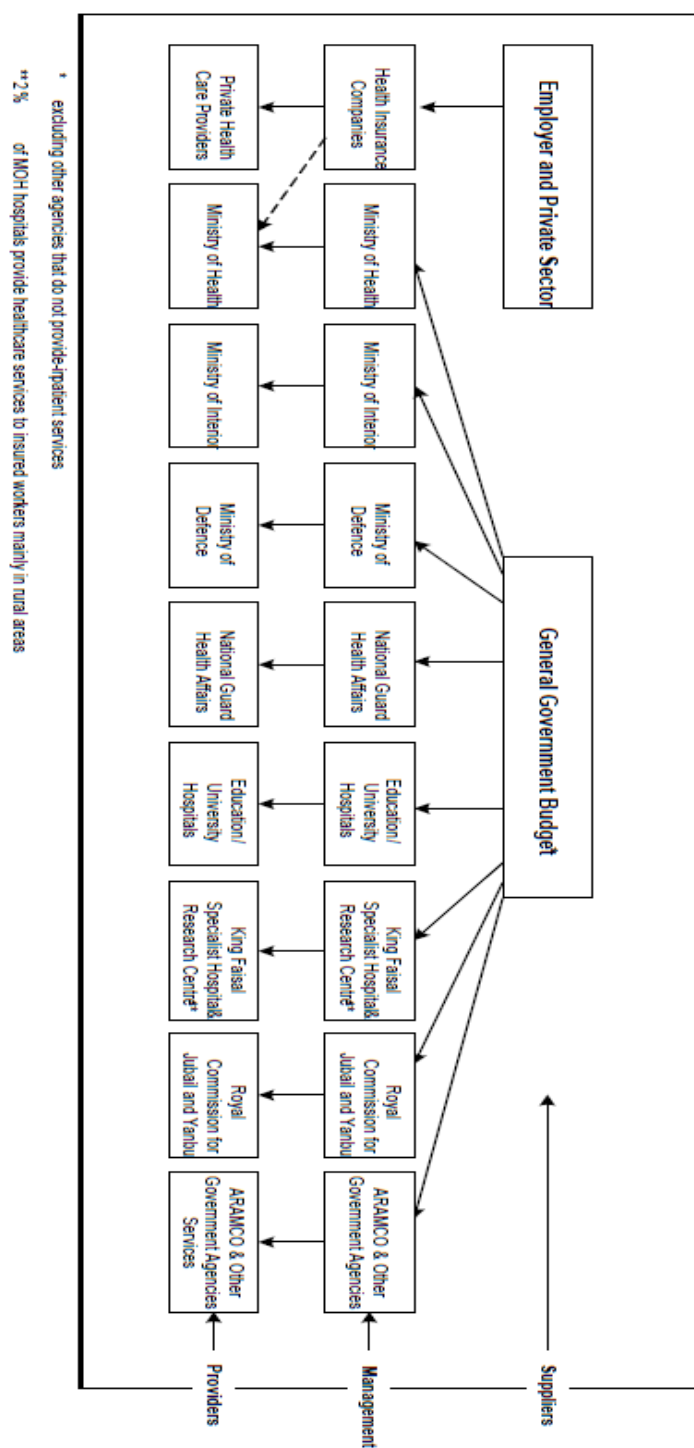 Employer and Private Sector
General Government Budget*
Suppliers
Health Insurance
Companies
Ministry of Health
Ministry of Interior
Ministry of
Defence
National Guard
Health Affairs
Education/
University
Hospitals
King Faisal
Specialist Hospital&
Research Centre**
Royal
Commission for
Jubail and Yanbu
ARAMCO & Other
Government Agencies
Management
Private Health
Care Providers
Ministry of Health
Ministry of Interior
Ministry of
Defence
National Guard
Health Affairs
Education/
University
Hospitals
King Faisal
Specialist Hospital&
Research Centre**
Royal
Commission for
Jubail and Yanbu
ARAMCO & Other
Government Agencies
Services
Providers
* excluding other agencies that do not provide-inpatient services
**2% of MOH hospitals provide healthcare services to insured workers mainly in rural areas